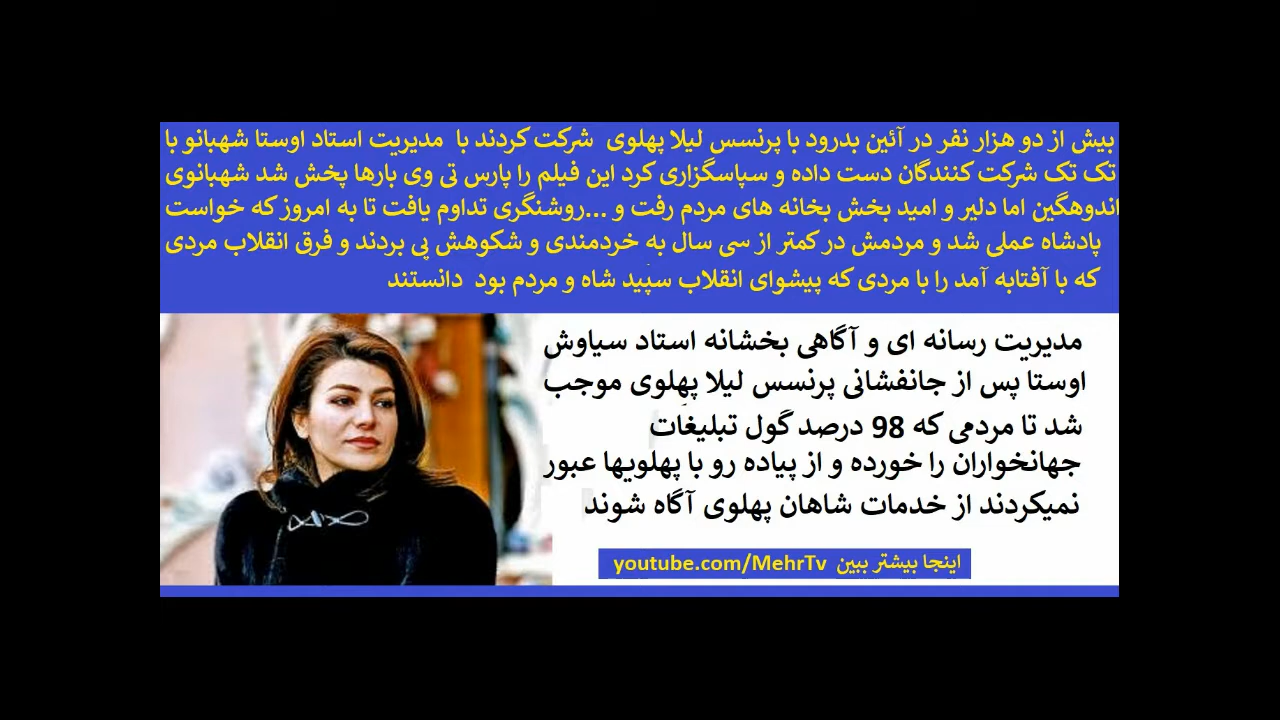 بیش از دو هزار نفر در آئین بدرود با پرنسس لیلا پهلوی شرکت کردند با مدیریت استاد اوستا شهبانو با
تک تک شرکت کنندگان دست داده و سپاسگزاری کرد این فیلم را پارس تی وی بارها پخش شد شهبانوی
اندوهگین اما دلیر و امید بخش بخانه های مردم رفت و ...روشنگری تداوم یافت تا به امروز که خواست
پادشاه عملی شد و مردمش در کمتر از سی سال به خردمندی و شکوهش پی بردند و فرق انقلاب مردی
که با آفتابه آمد را با مردی که پیشوای انقلاب سپید شاه و مردم بود دانستند
مدیریت رسانه ای و آگاهی بخشانه استاد سیاوش
اوستا پس از جانفشانی پرنسس لیلا پهلوی موجب
شد تا مردمی که 98 درصد گول تبلیغات
جهانخواران را خورده و از پیاده رو با پهلویها عبور
نمیکردند از خدمات شاهان پهلوی آگاه شوند
اینجا بیشتر ببین youtube.com/MehrTv